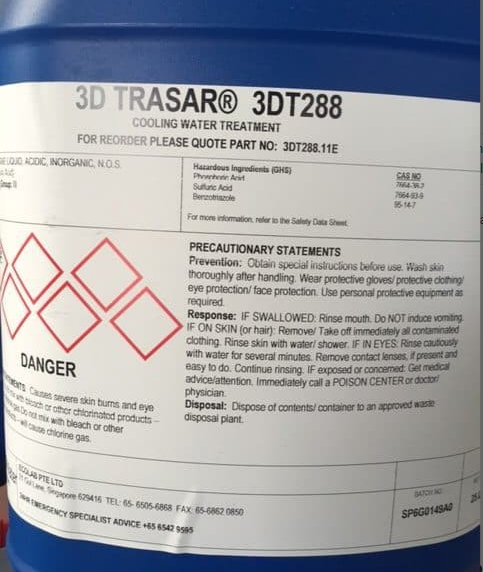 3D TRASAR® 3DT288
COOLING WATER TREATMENT
FOR REORDER PLEASE QUOTE PART NO: 3DT288.11E
LIQUID, ACIDIC, INORGANIC, N.O.S.
Hazardous Ingredients (GHS)
CAS NO
Phosphoric Acid
7664-38-2
Sulfuric Acid
7664-93-9
Benzotriazole
95-14-7
For more information, refer to the Safety Data Sheet
PRECAUTIONARY STATEMENTS
Prevention: Obtain special instructions before use. Wash skin
thoroughly after handling. Wear protective gloves/ protective clothing/
eye protection/ face protection. Use personal protective equipment as
required.
Response: IF SWALLOWED: Rinse mouth. Do NOT induce vomiting.
IF ON SKIN (or hair): Remove/ Take off immediately all contaminated
clothing. Rinse skin with water/ shower. IF IN EYES: Rinse cautiously
with water for several minutes. Remove contact lenses, if present and
easy to do. Continue rinsing. IF exposed or concerned: Get medical
advice/attention. Immediately call a POISON CENTER or doctor/
physician.
Disposal: Dispose of contents/ container to an approved waste
disposal plant.
DANGER
Causes severe skin burns and eye
with bleach or other chlorinated products –
Do not mix with bleach or other
– will cause chlorine gas.
ECOLAB PTE LTD
Gul Lane, Singapore 629416 TEL: 65- 6505-6868 FAX: 65-6862 0850
24HR EMERGENCY SPECIALIST ADVICE +65 6542 9595
BATCH NO.
SP6G0149A0
25